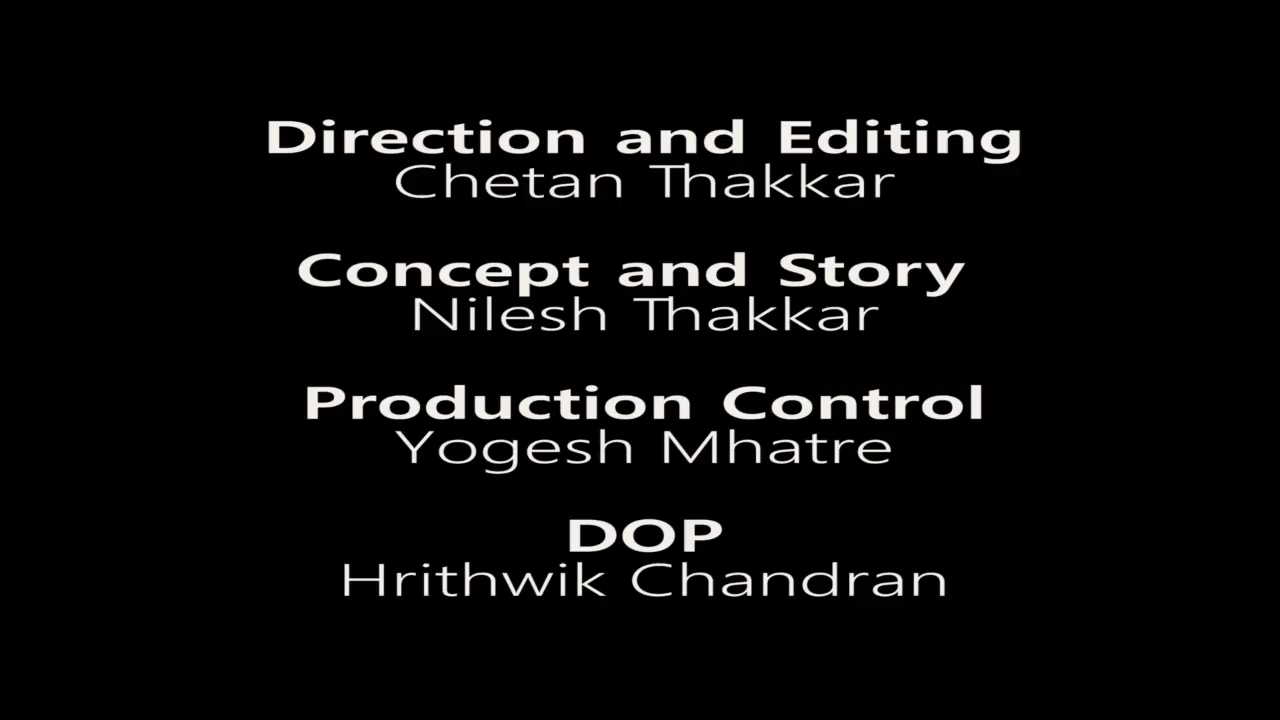 Direction and Editing
Chetan Thakkar
Concept and Story
Nilesh Thakkar
Production Control
Yogesh Mhatre
DOP
Hrithwik Chandran